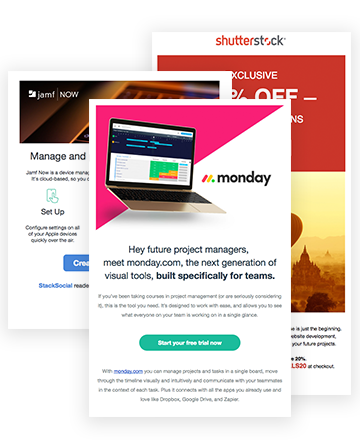 shutterstock
EXCLUSIVE
% OFF –
NS
jamf NOW
Manage and
Jamf Now is a device mana
It's cloud-based, so you c
Set Up
Configure settings on all
of your Apple devices
quickly over the air.
Crea
StackSocial reade
monday
Hey future project managers,
meet monday.com, the next generation of
visual tools, built specifically for teams.
If you've been taking courses in project management (or are seriously considering
it), this is the tool you need. It's designed to work with ease, and allows you to see
what everyone on your team is working on in a single glance.
Start your free trial now
With monday.com you can manage projects and tasks in a single board, move
through the timeline visually and intuitively and communicate with your teammates
in the context of each task. Plus it connects with all the apps you already use and
love like Dropbox, Google Drive, and Zapier.
e is just the beginning.
ebsite development,
your future projects.
e 20%.
LS20 at checkout.